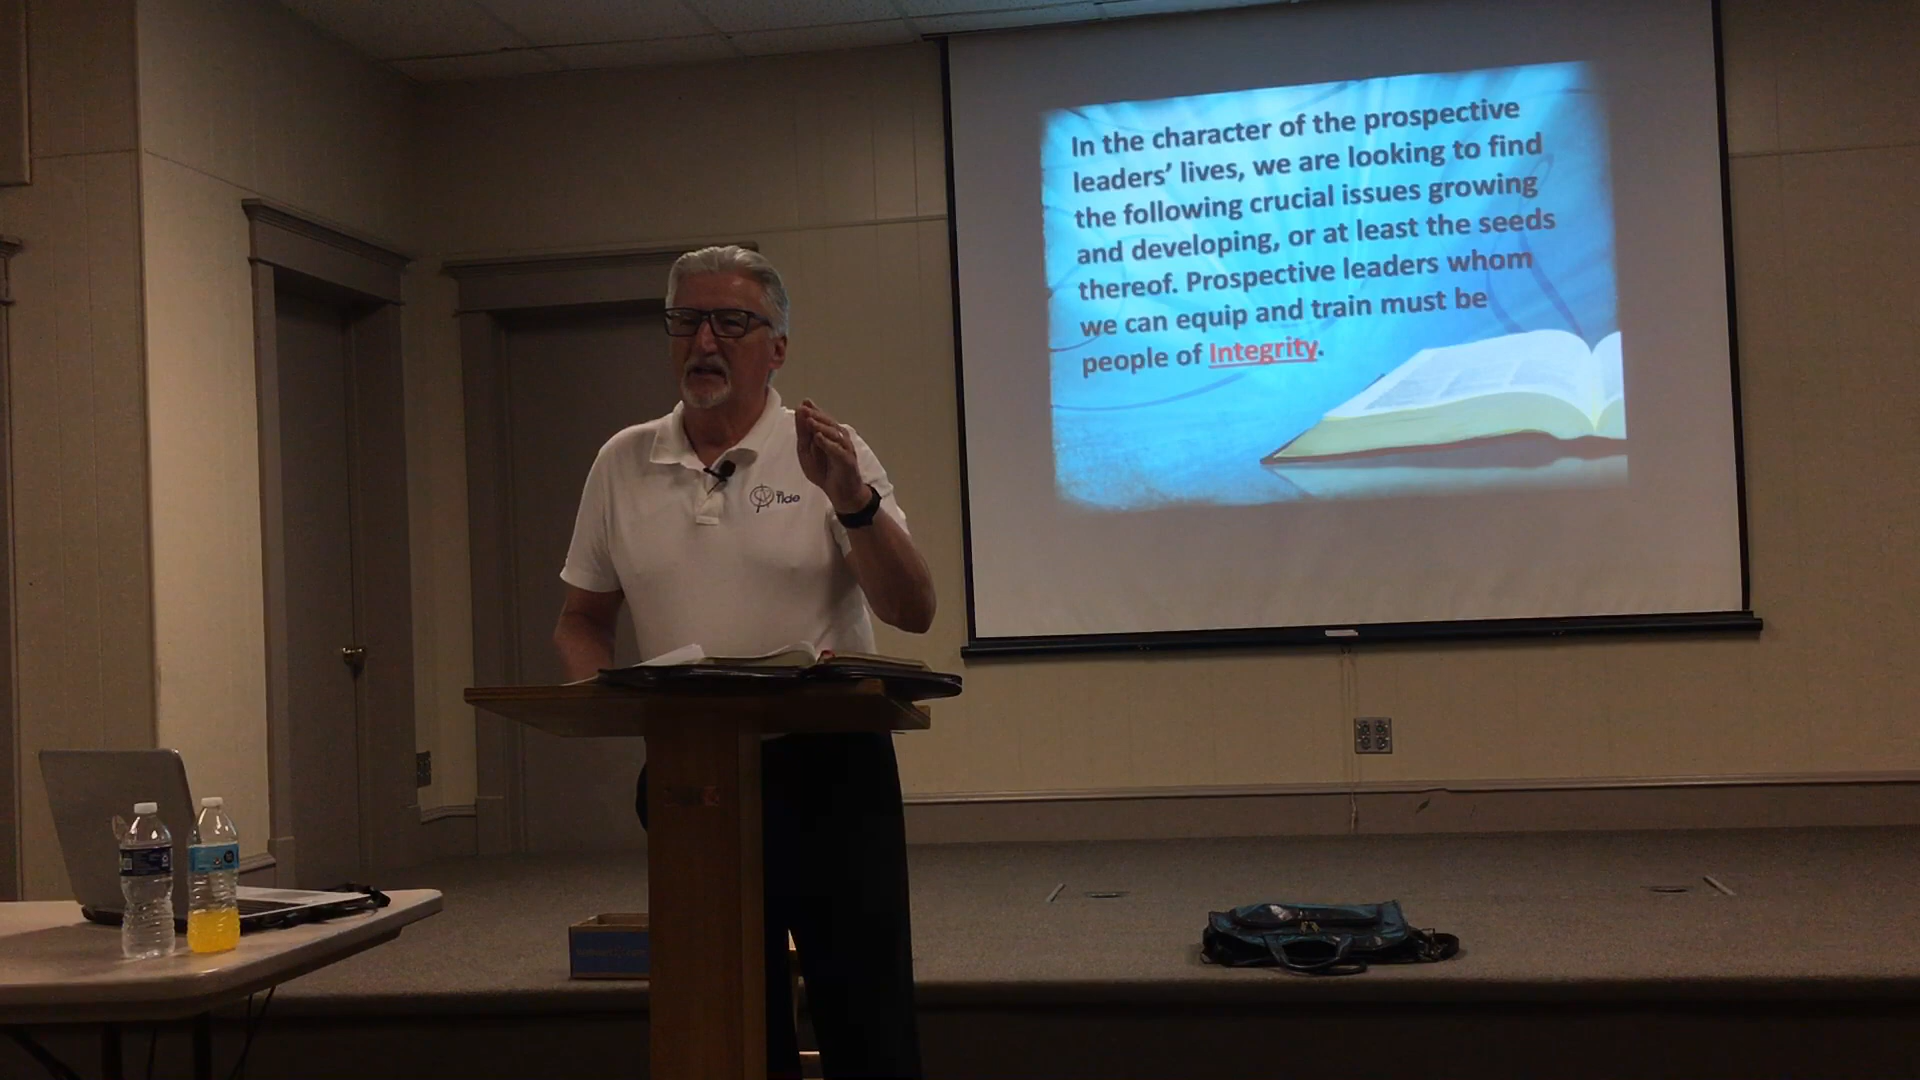 In the character of the prospective
leaders’ lives, we are looking to find
the following crucial issues growing
and developing, or at least the seeds
thereof. Prospective leaders whom
we can equip and train must be
people of Integrity.
Tide